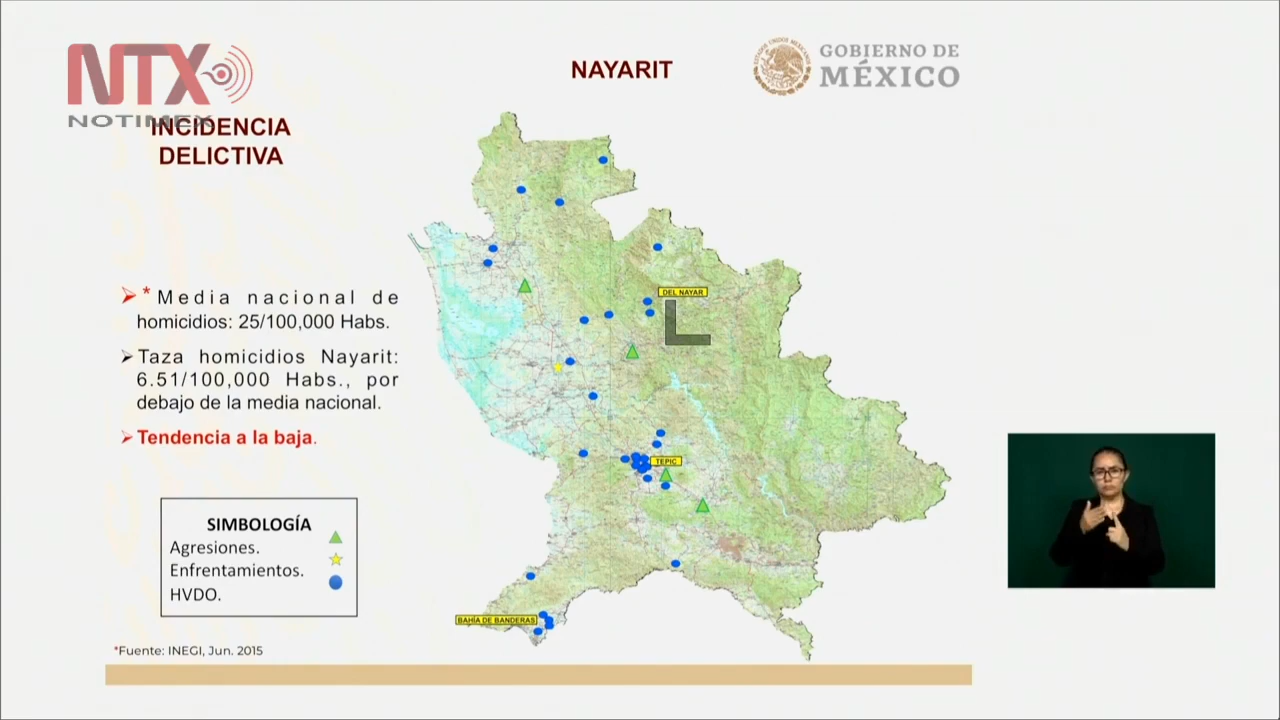 NTX
NOTIMEX
NAYARIT
GOBIERNO DE
MÉXICO
INCIDENCIA
DELICTIVA
* Media nacional de
homicidios: 25/100,000 Habs.
Taza homicidios Nayarit:
6.51/100,000 Habs., por
debajo de la media nacional.
Tendencia a la baja.
DEL NAYAR
TEPIC
BAHÍA DE BANDERAS
SIMBOLOGÍA
Agresiones.
Enfrentamientos.
HVDO.
*Fuente: INEGI, Jun. 2015